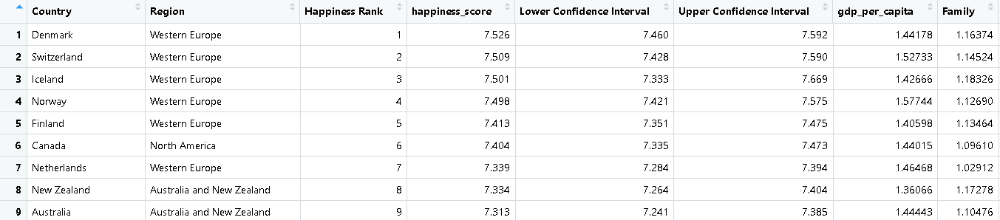 Country Region Happiness Rank happiness_score Lower Confidence Interval Upper Confidence Interval gdp_per_capita Family
1 Denmark Western Europe 1 7.526 7.460 7.592 1.44178 1.16374
2 Switzerland Western Europe 2 7.509 7.428 7.590 1.52733 1.14524
3 Iceland Western Europe 3 7.501 7.333 7.669 1.42666 1.18326
4 Norway Western Europe 4 7.498 7.421 7.575 1.57744 1.12690
5 Finland Western Europe 5 7.413 7.351 7.475 1.40598 1.13464
6 Canada North America 6 7.404 7.335 7.473 1.44015 1.09610
7 Netherlands Western Europe 7 7.339 7.284 7.394 1.46468 1.02912
8 New Zealand Australia and New Zealand 8 7.334 7.264 7.404 1.36066 1.17278
9 Australia Australia and New Zealand 9 7.313 7.241 7.385 1.44443 1.10476